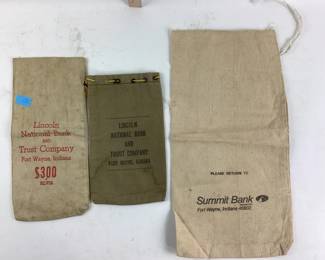 Lincoln
National Bank
AND
Trust Company
Fort Wayne, Indiana
$300
LINCOLN
NATIONAL BANK
AND
TRUST COMPANY
FORT WAYNE, INDIANA
PLEASE RETURN TO
Summit Bank
Fort Wayne, Indiana 46802